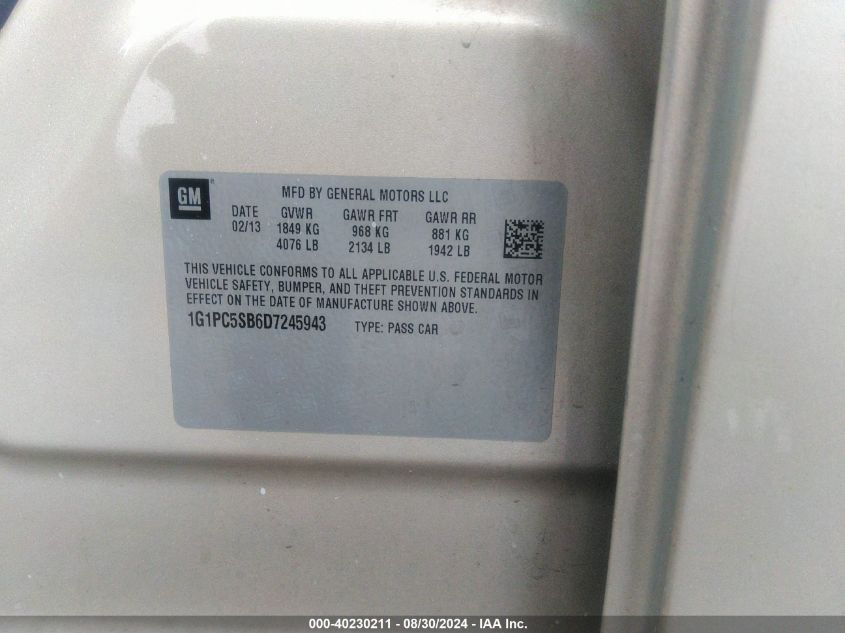 GM
MFD BY GENERAL MOTORS LLC
DATE GVWR GAWR FRT GAWR RR
02/13 1849 KG 968 KG 881 KG
4076 LB 2134 LB 1942 LB
THIS VEHICLE CONFORMS TO ALL APPLICABLE U.S. FEDERAL MOTOR
VEHICLE SAFETY, BUMPER, AND THEFT PREVENTION STANDARDS IN
EFFECT ON THE DATE OF MANUFACTURE SHOWN ABOVE.
1G1PC5SB6D7245943 TYPE: PASS CAR
000-40230211 - 08/30/2024 - IAA Inc.